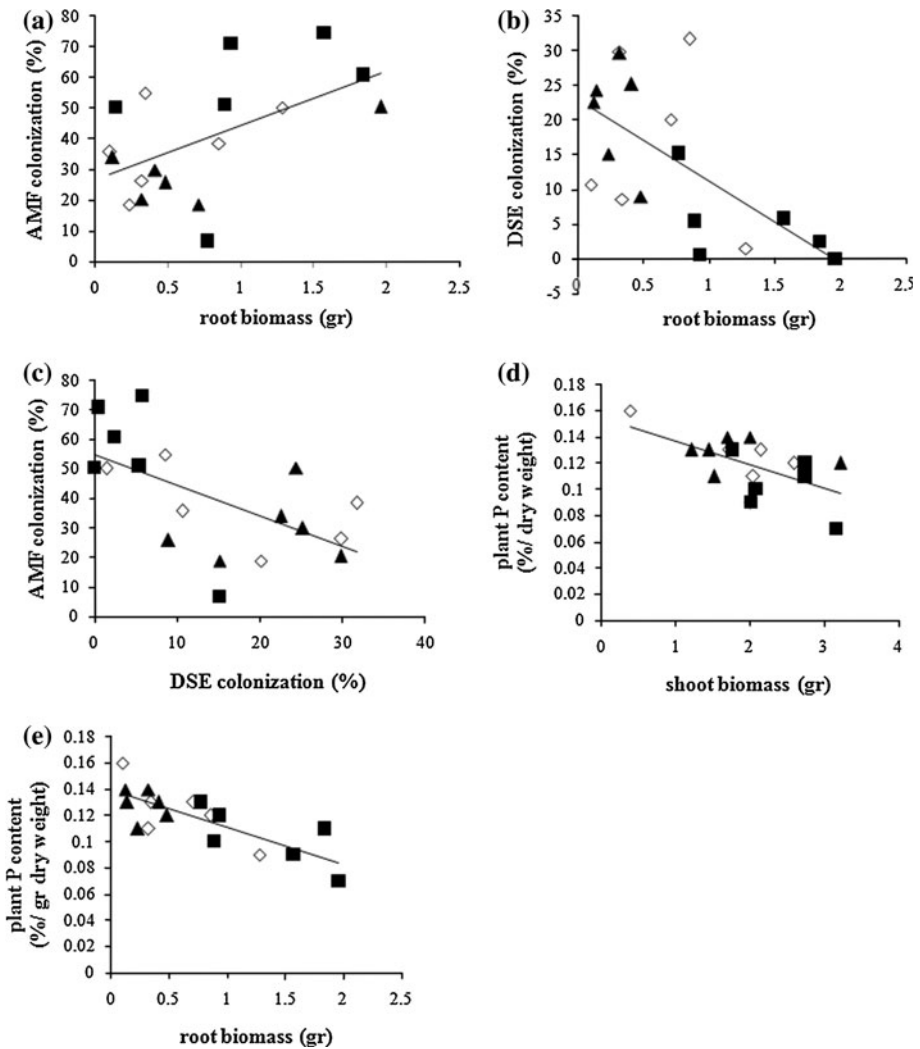 (a)
AMF colonization (%)
80
70
60
50
40
30
20
10
0
0 0.5 1 1.5 2 2.5
root biomass (gr)
(b)
DSE colonization (%)
35
30
25
20
15
10
5
0
-5
0 0.5 1 1.5 2 2.5
root biomass (gr)
(c)
AMF colonization (%)
80
70
60
50
40
30
20
10
0
0 10 20 30 40
DSE colonization (%)
(d)
plant P content
(%/ dry weight)
0.18
0.16
0.14
0.12
0.1
0.08
0.06
0.04
0.02
0
0 1 2 3 4
shoot biomass (gr)
(e)
plant P content
(%/ gr dry weight)
0.18
0.16
0.14
0.12
0.1
0.08
0.06
0.04
0.02
0
0 0.5 1 1.5 2 2.5
root biomass (gr)